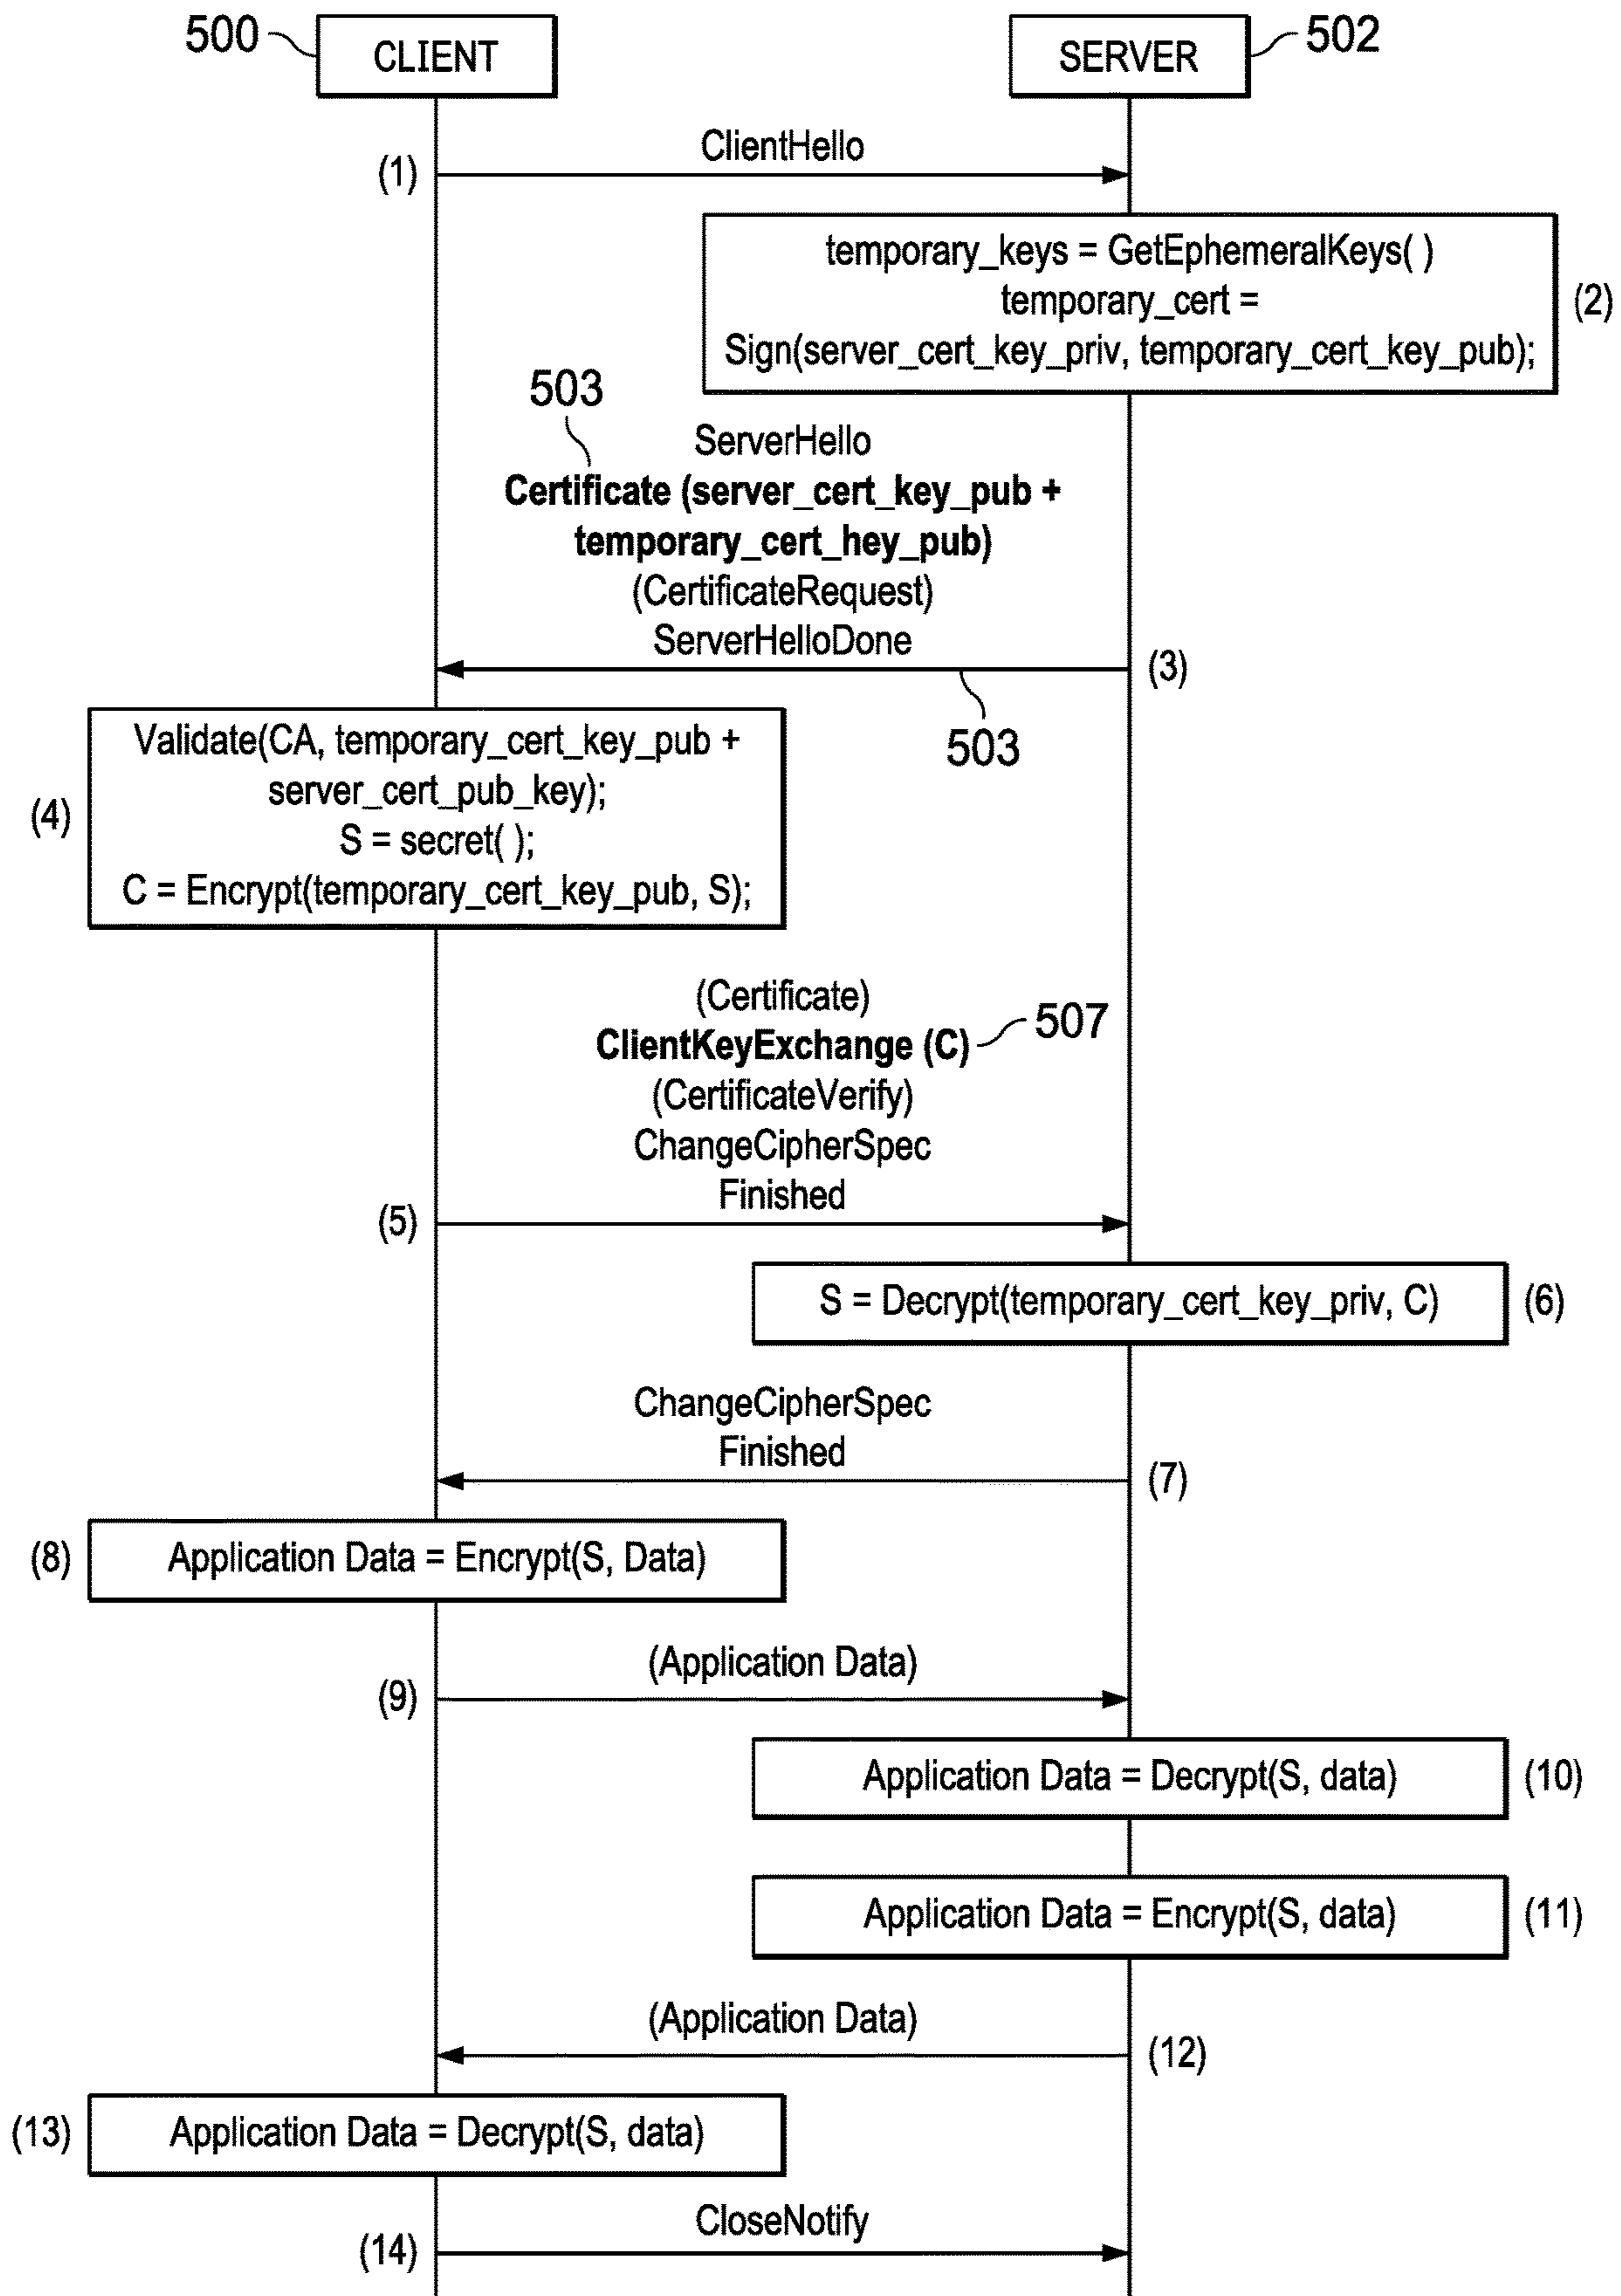 500
CLIENT
SERVER
502
ClientHello
(1)
temporary_keys = GetEphemeralKeys( )
temporary_cert =
Sign(server_cert_key_priv, temporary_cert_key_pub);
(2)
503
ServerHello
Certificate (server_cert_key_pub +
temporary_cert_hey_pub)
(CertificateRequest)
ServerHelloDone
(3)
503
Validate(CA, temporary_cert_key_pub +
server_cert_pub_key);
S = secret( );
C = Encrypt(temporary_cert_key_pub, S);
(4)
(Certificate)
ClientKeyExchange (C)
507
(CertificateVerify)
ChangeCipherSpec
Finished
(5)
S = Decrypt(temporary_cert_key_priv, C)
(6)
ChangeCipherSpec
Finished
(7)
(8)
Application Data = Encrypt(S, Data)
(Application Data)
(9)
Application Data = Decrypt(S, data)
(10)
Application Data = Encrypt(S, data)
(11)
(Application Data)
(12)
(13)
Application Data = Decrypt(S, data)
CloseNotify
(14)